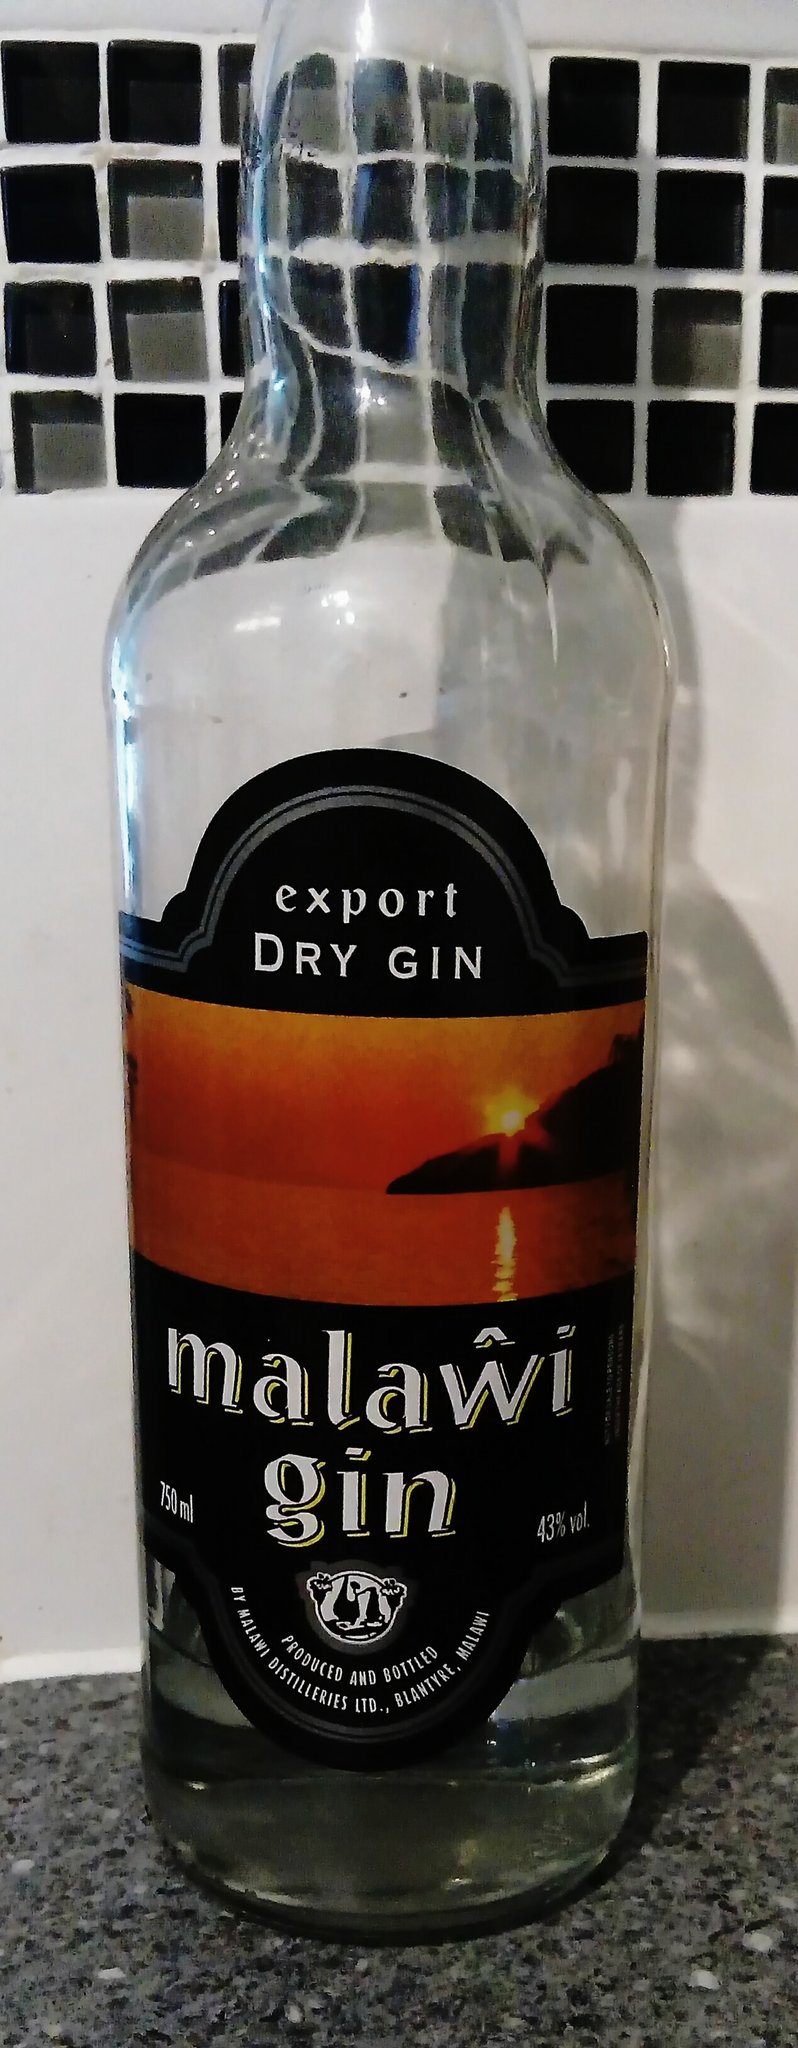 export
DRY GIN
malaŵi
gin
750 ml
43% vol.
PRODUCED AND BOTTLED
BY MALAWI DISTILLERIES LTD., BLANTYRE, MALAWI